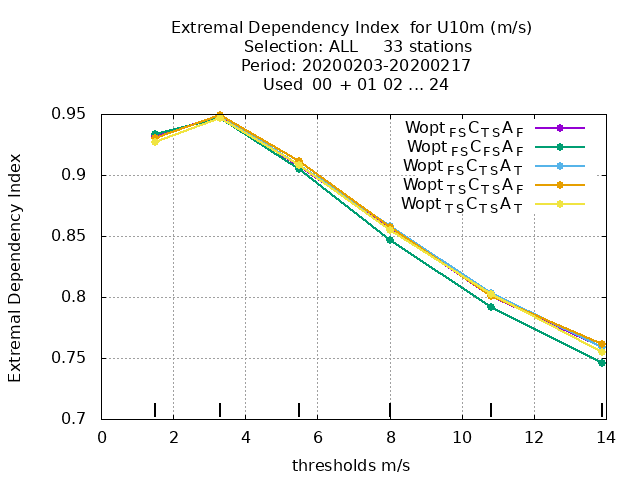 Extremal Dependency Index for U10m (m/s)
Selection: ALL 33 stations
Period: 20200203-20200217
Used 00 + 01 02 ... 24
Extremal Dependency Index
0.95
0.9
0.85
0.8
0.75
0.7
Wopt FS C TS A F
Wopt FS C FS A F
Wopt FS C TS A T
Wopt TS C TS A F
Wopt TS C TS A T
0 2 4 6 8 10 12 14
thresholds m/s